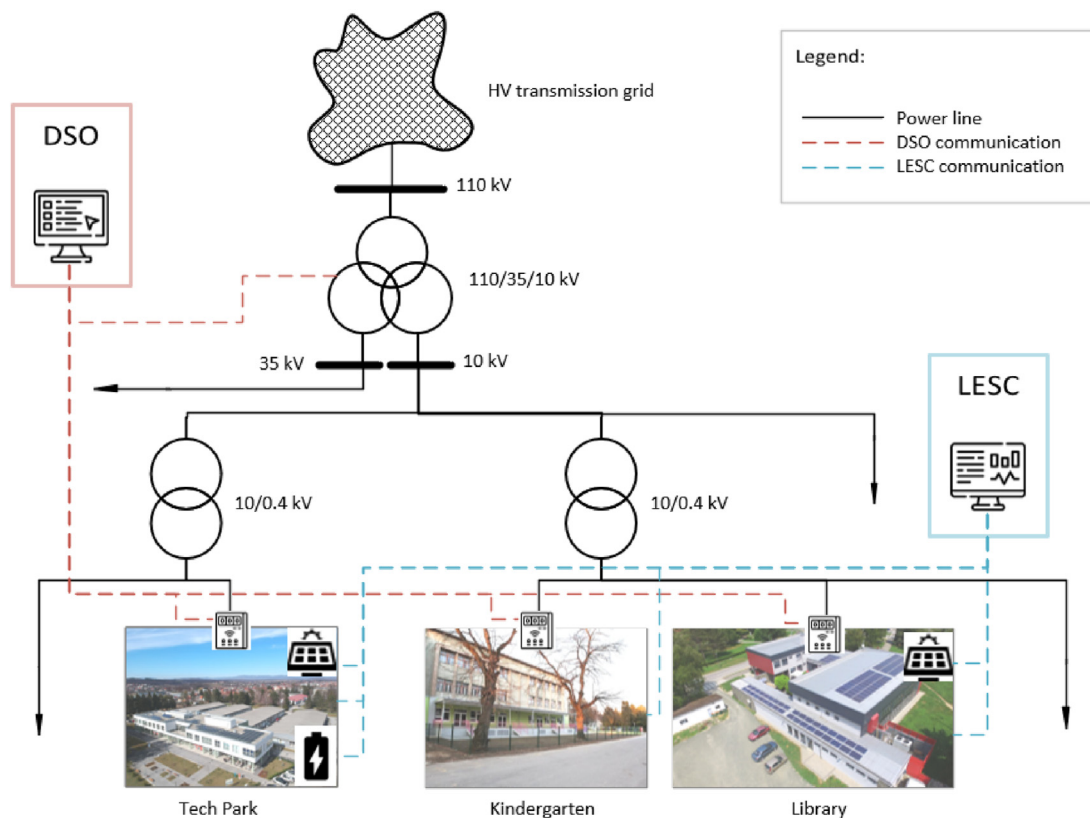 HV transmission grid
Legend:
Power line
DSO communication
LESC communication
DSO
110 kV
110/35/10 kV
35 kV
10 kV
LESC
10/0.4 kV
10/0.4 kV
Tech Park
Kindergarten
Library